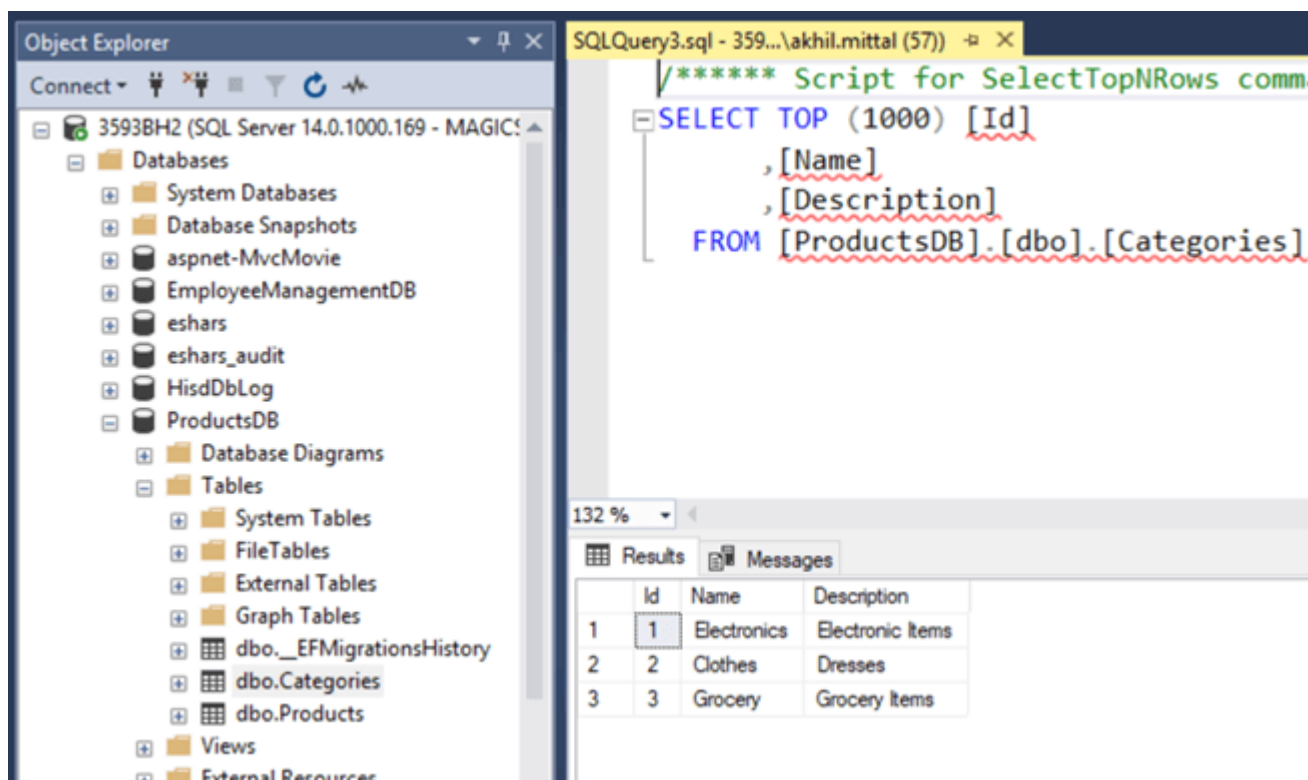 Object Explorer
Connect
3593BH2 (SQL Server 14.0.1000.169 - MAGICS
Databases
System Databases
Database Snapshots
aspnet-MvcMovie
EmployeeManagementDB
eshars
eshars_audit
HisdDbLog
ProductsDB
Database Diagrams
Tables
System Tables
FileTables
External Tables
Graph Tables
dbo.__EFMigrationsHistory
dbo.Categories
dbo.Products
Views
External Resources
SQLQuery3.sql - 359...\akhil.mittal (57))
/****** Script for SelectTopNRows comma
SELECT TOP (1000) [Id]
,[Name]
,[Description]
FROM [ProductsDB].[dbo].[Categories]
132 %
Results Messages
Id Name Description
1 1 Electronics Electronic Items
2 2 Clothes Dresses
3 3 Grocery Grocery Items